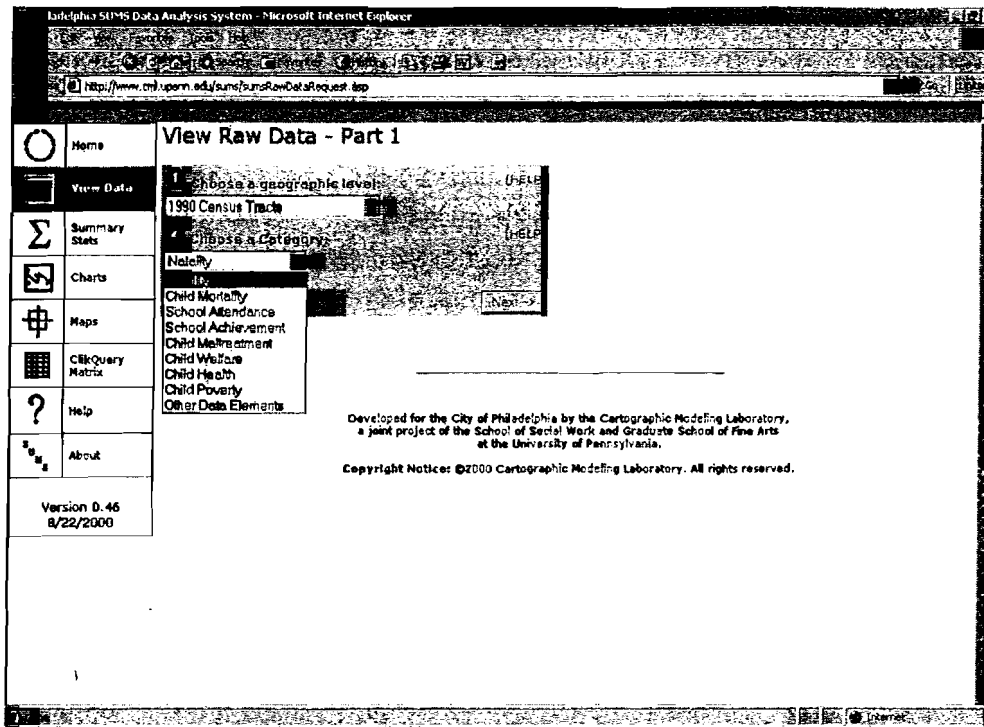 ladelphia SUMS Data Analysis System - Microsoft Internet Explorer
http://www.cml.upenn.edu/sums/sumsRawDataRequest.asp
Home
View Data
Summary
Stats
Charts
Maps
ClikQuery
Matrix
Help
About
Version 0.46
8/22/2000
View Raw Data - Part 1
1 Choose a geographic level:
(HELP
1990 Census Tracts
Choose a Category:
(HELP
Natality
Child Mortality
School Attendance
School Achievement
Child Maltreatment
Child Welfare
Child Health
Child Poverty
Other Data Elements
Next ->
Developed for the City of Philadelphia by the Cartographic Modeling Laboratory,
a joint project of the School of Social Work and Graduate School of Fine Arts
at the University of Pennsylvania.
Copyright Notice: ©2000 Cartographic Modeling Laboratory. All rights reserved.
Internet